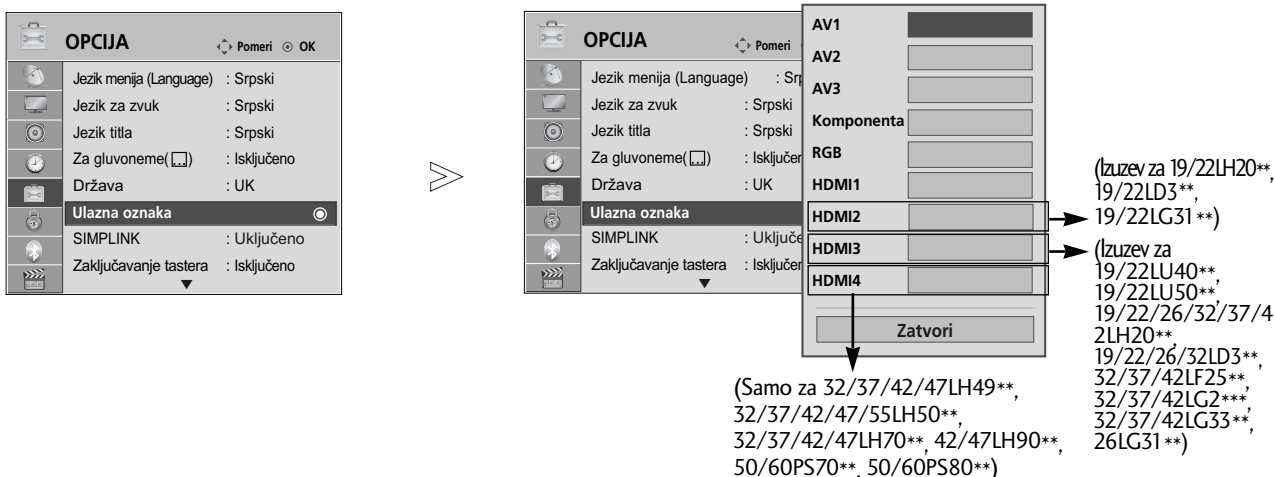 OPCIJA
Pomeri OK
Jezik menija (Language) : Srpski
Jezik za zvuk : Srpski
Jezik titla : Srpski
Za gluvoneme( ) : Isključeno
Država : UK
Ulazna oznaka
SIMPLINK : Uključeno
Zaključavanje tastera : Isključeno
OPCIJA
Pomeri
Jezik menija (Language) : Srp
Jezik za zvuk : Srpski
Jezik titla : Srpski
Za gluvoneme( ) : Isključen
Država : UK
Ulazna oznaka
SIMPLINK : Uključe
Zaključavanje tastera : Isključen
AV1
AV2
AV3
Komponenta
RGB
HDMI1
HDMI2
HDMI3
HDMI4
Zatvori
(Izuzev za 19/22LH20**,
19/22LD3**,
19/22LG31**)
(Izuzev za
19/22LU40**,
19/22LU50**,
19/22/26/32/37/4
2LH20**,
19/22/26/32LD3**,
32/37/42LF25**,
32/37/42LG2***,
32/37/42LG33**,
26LG31**)
(Samo za 32/37/42/47LH49**,
32/37/42/47/55LH50**,
32/37/42/47LH70**, 42/47LH90**,
50/60PS70**, 50/60PS80**)